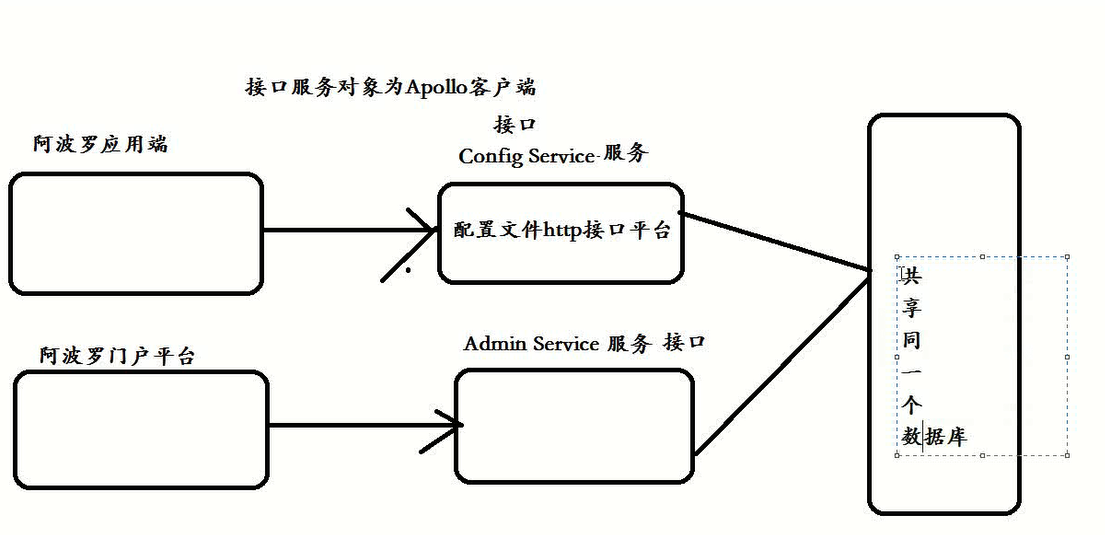 接口服务对象为Apollo客户端
接口
阿波罗应用端
Config Service 服务
配置文件http接口平台
共
享
同
一
个
数据库
阿波罗门户平台
Admin Service 服务 接口